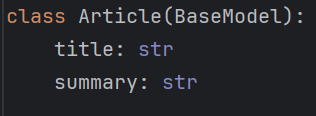 class Article(BaseModel):
    title: str
    summary: str